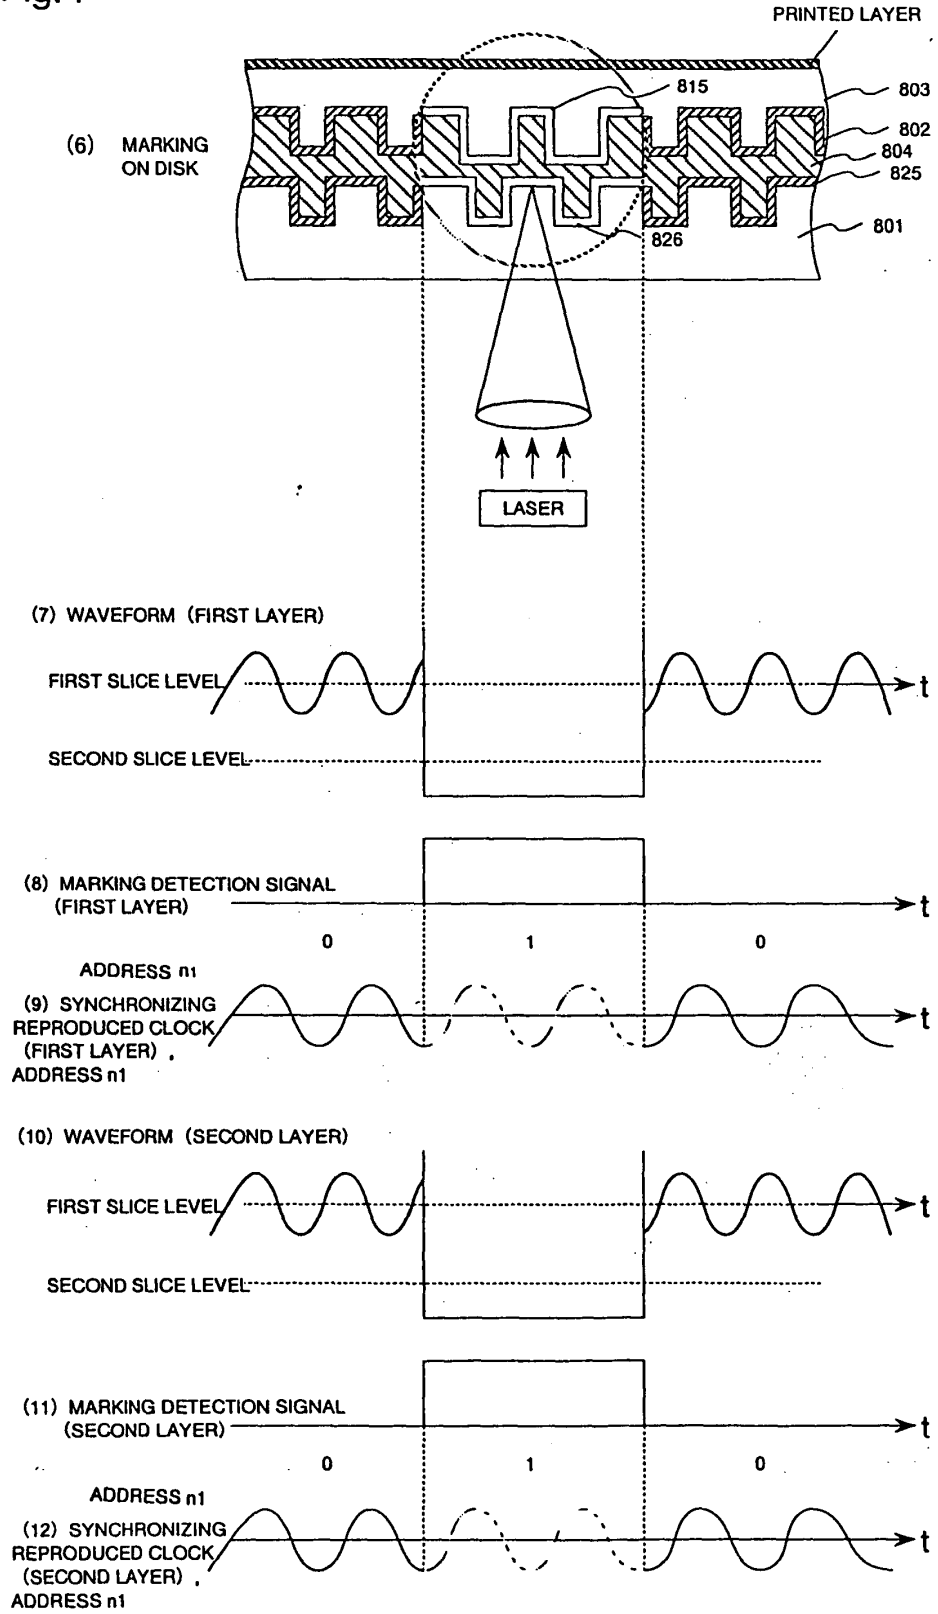 PRINTED LAYER
815
803
(6) MARKING
ON DISK
802
804
825
826
801
LASER
(7) WAVEFORM (FIRST LAYER)
FIRST SLICE LEVEL
t
SECOND SLICE LEVEL
(8) MARKING DETECTION SIGNAL
(FIRST LAYER)
t
0 1 0
ADDRESS n1
(9) SYNCHRONIZING
REPRODUCED CLOCK
(FIRST LAYER)
t
ADDRESS n1
(10) WAVEFORM (SECOND LAYER)
FIRST SLICE LEVEL
t
SECOND SLICE LEVEL
(11) MARKING DETECTION SIGNAL
(SECOND LAYER)
t
0 1 0
ADDRESS n1
(12) SYNCHRONIZING
REPRODUCED CLOCK
(SECOND LAYER)
t
ADDRESS n1